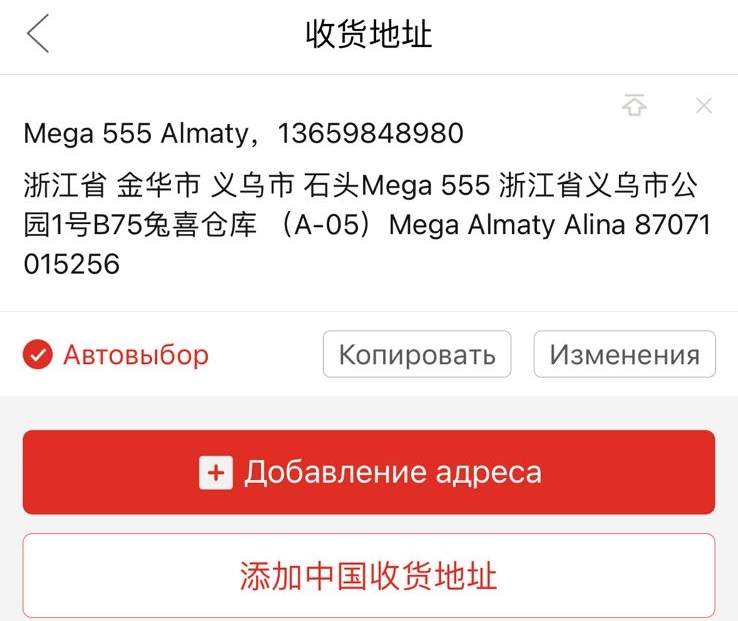 收货地址
Mega 555 Almaty，13659848980
浙江省 金华市 义乌市 石头Mega 555 浙江省义乌市公
园1号B75兔喜仓库 （A-05）Mega Almaty Alina 87071
015256
Автовыбор
Копировать
Изменения
Добавление адреса
添加中国收货地址